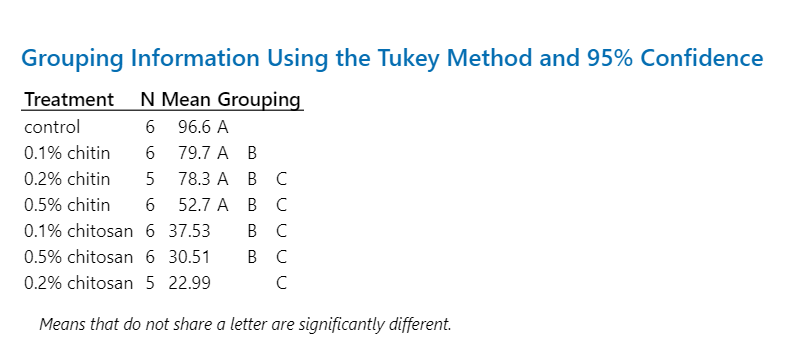 Grouping Information Using the Tukey Method and 95% Confidence
Treatment N Mean Grouping
control 6 96.6 A
0.1% chitin 6 79.7 A B
0.2% chitin 5 78.3 A B C
0.5% chitin 6 52.7 A B C
0.1% chitosan 6 37.53 B C
0.5% chitosan 6 30.51 B C
0.2% chitosan 5 22.99 C
Means that do not share a letter are significantly different.